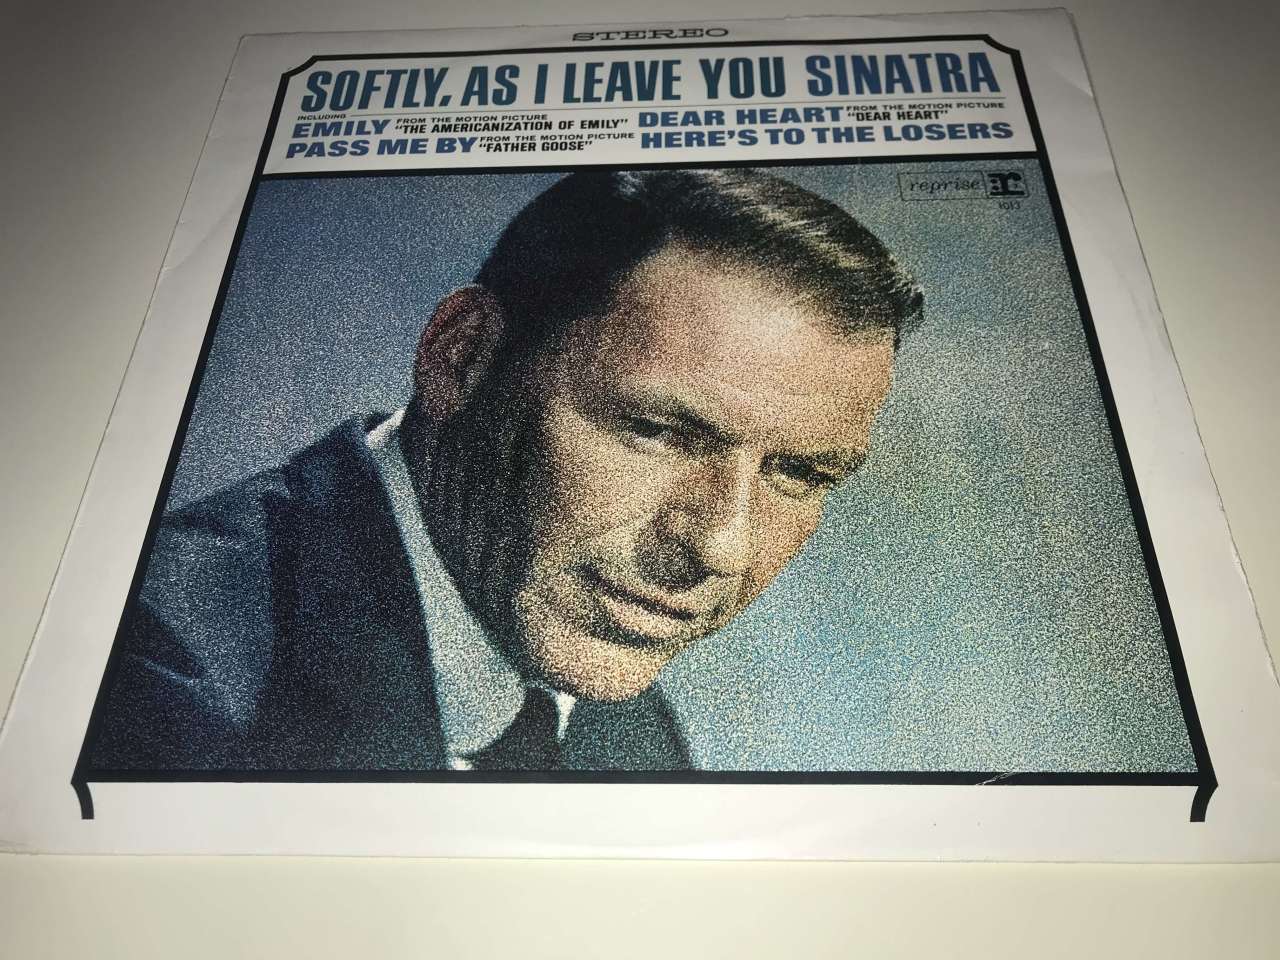 STEREO
SOFTLY, AS I LEAVE YOU SINATRA
INCLUDING
EMILY FROM THE MOTION PICTURE "THE AMERICANIZATION OF EMILY"
DEAR HEART FROM THE MOTION PICTURE "DEAR HEART"
PASS ME BY FROM THE MOTION PICTURE "FATHER GOOSE"
HERE'S TO THE LOSERS
reprise r:
1013